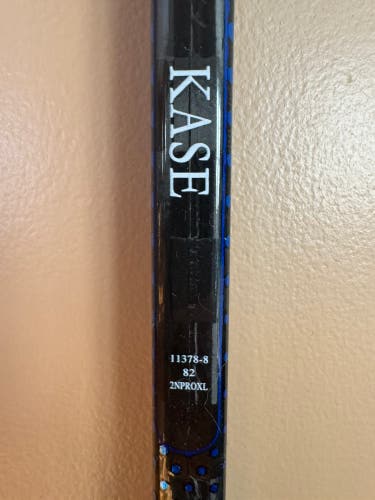 KASE
11378-8
82
2NPROXL